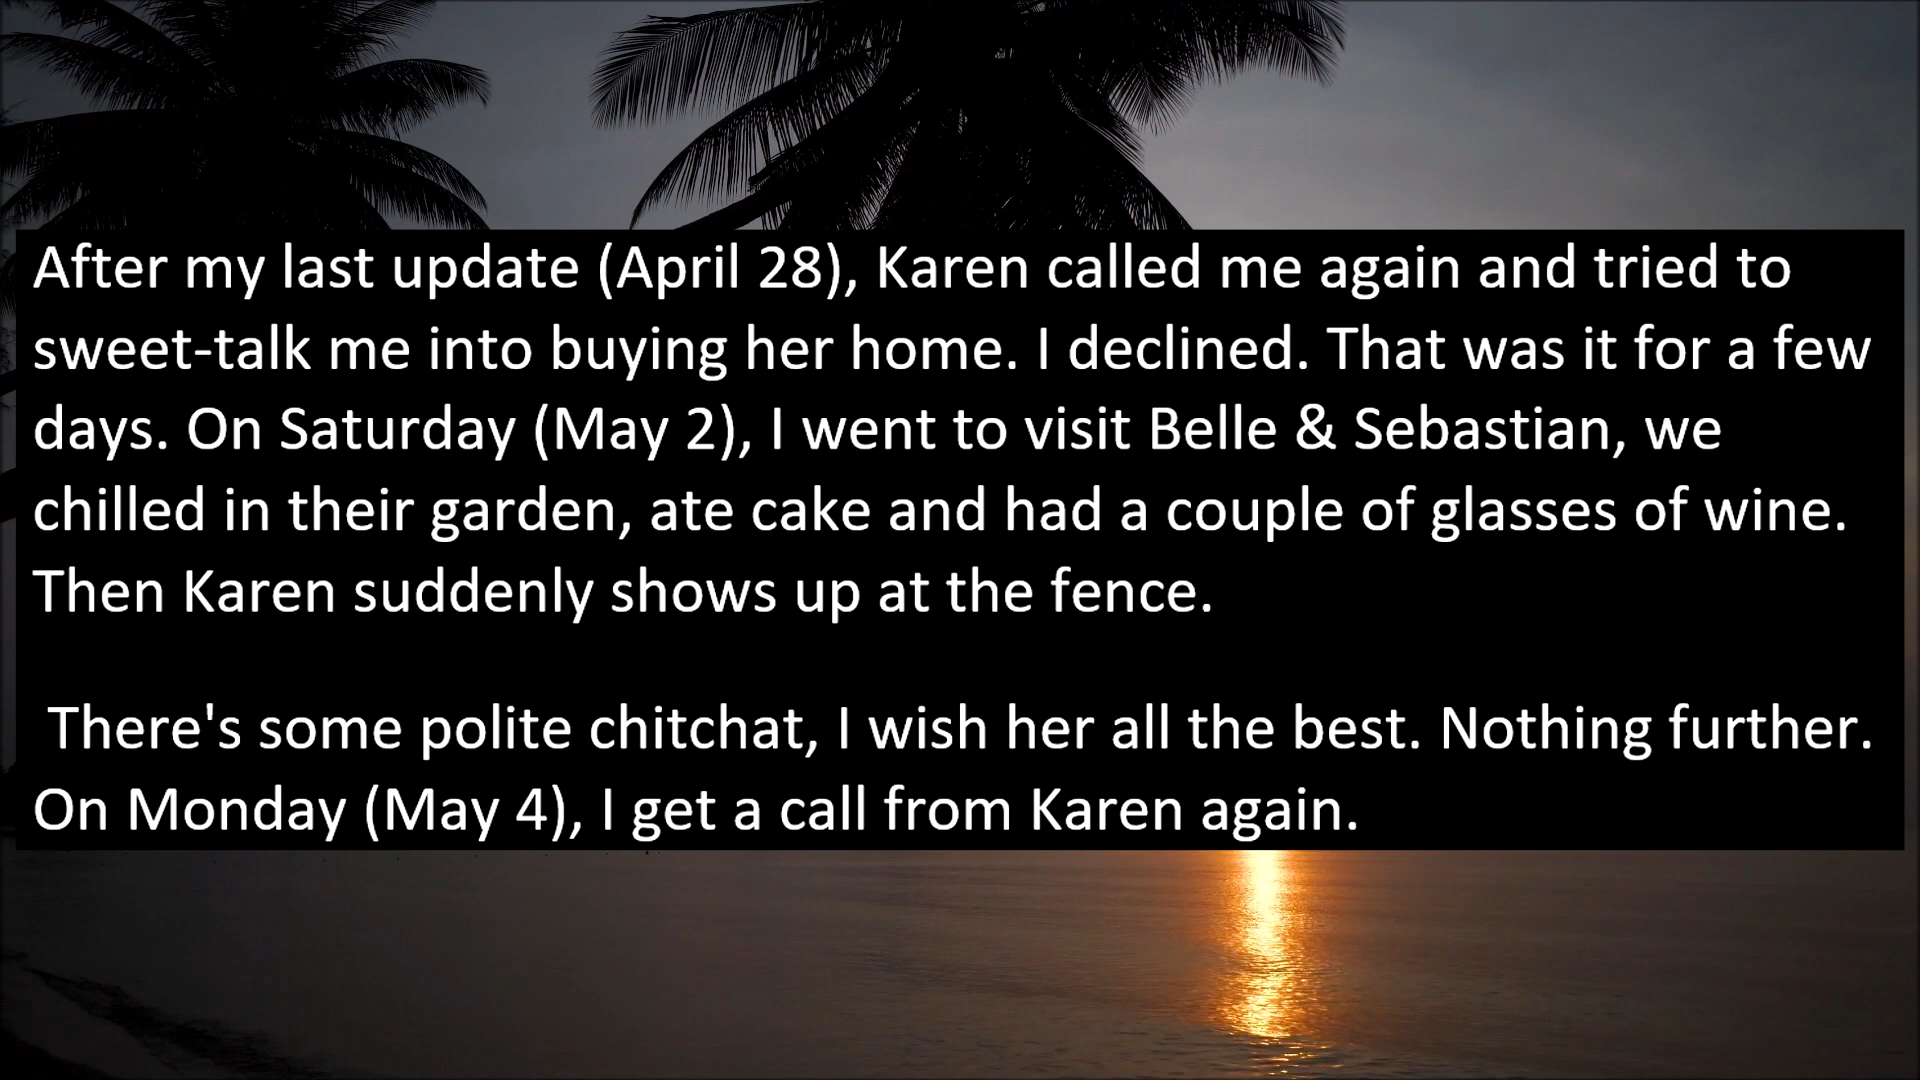 After my last update (April 28), Karen called me again and tried to
sweet-talk me into buying her home. I declined. That was it for a few
days. On Saturday (May 2), I went to visit Belle & Sebastian, we
chilled in their garden, ate cake and had a couple of glasses of wine.
Then Karen suddenly shows up at the fence.
There's some polite chitchat, I wish her all the best. Nothing further.
On Monday (May 4), I get a call from Karen again.